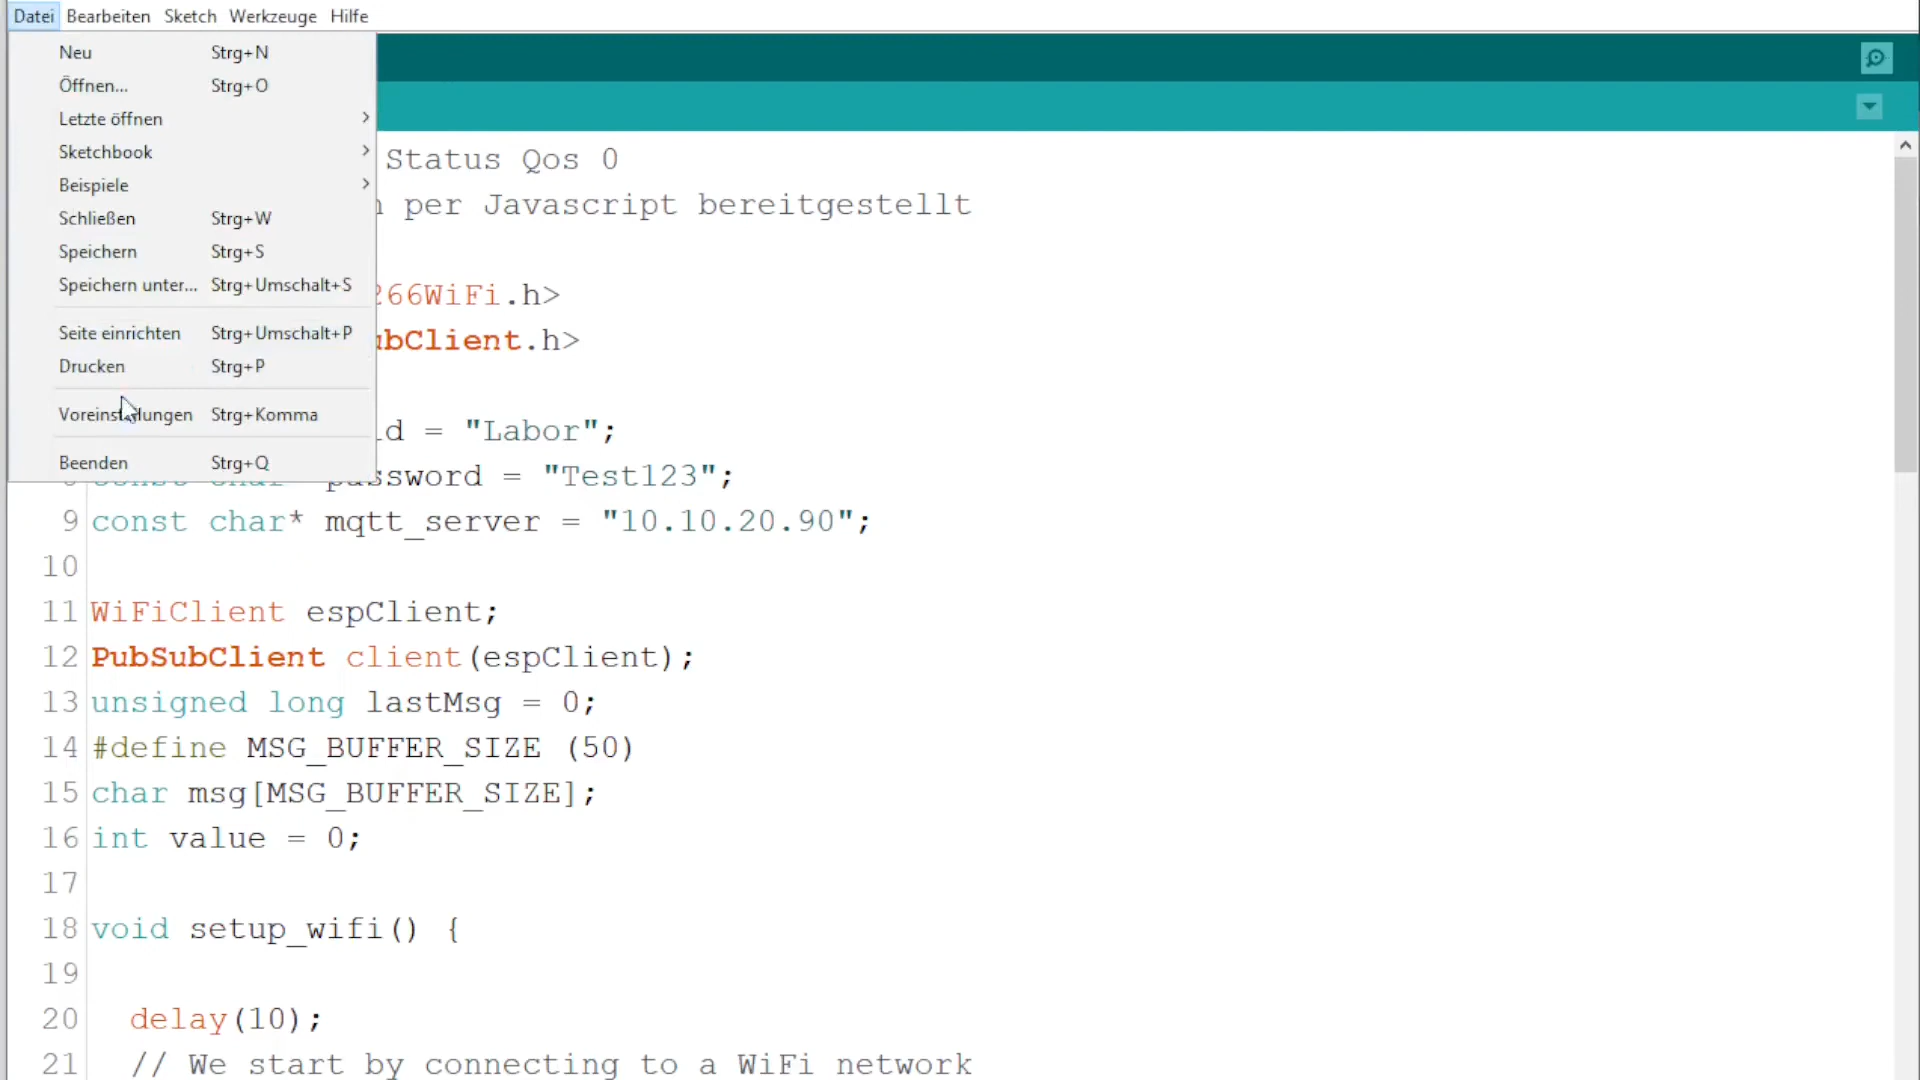 Datei Bearbeiten Sketch Werkzeuge Hilfe
Neu Strg+N
Öffnen... Strg+O
Letzte öffnen
Sketchbook
Beispiele
Schließen Strg+W
Speichern Strg+S
Speichern unter... Strg+Umschalt+S
Seite einrichten Strg+Umschalt+P
Drucken Strg+P
Strg+Komma
Beenden Strg+Q
Status Qos 0
per Javascript bereitgestellt
266WiFi.h>
bClient.h>
d = "Labor";
ssword = "Test123";
9 const char* mqtt_server = "10.10.20.90";
10
11 WiFiClient espClient;
12 PubSubClient client(espClient);
13 unsigned long lastMsg = 0;
14 #define MSG_BUFFER_SIZE (50)
15 char msg[MSG_BUFFER_SIZE];
16 int value = 0;
17
18 void setup_wifi() {
19
20 delay(10);
21 // We start by connecting to a WiFi network